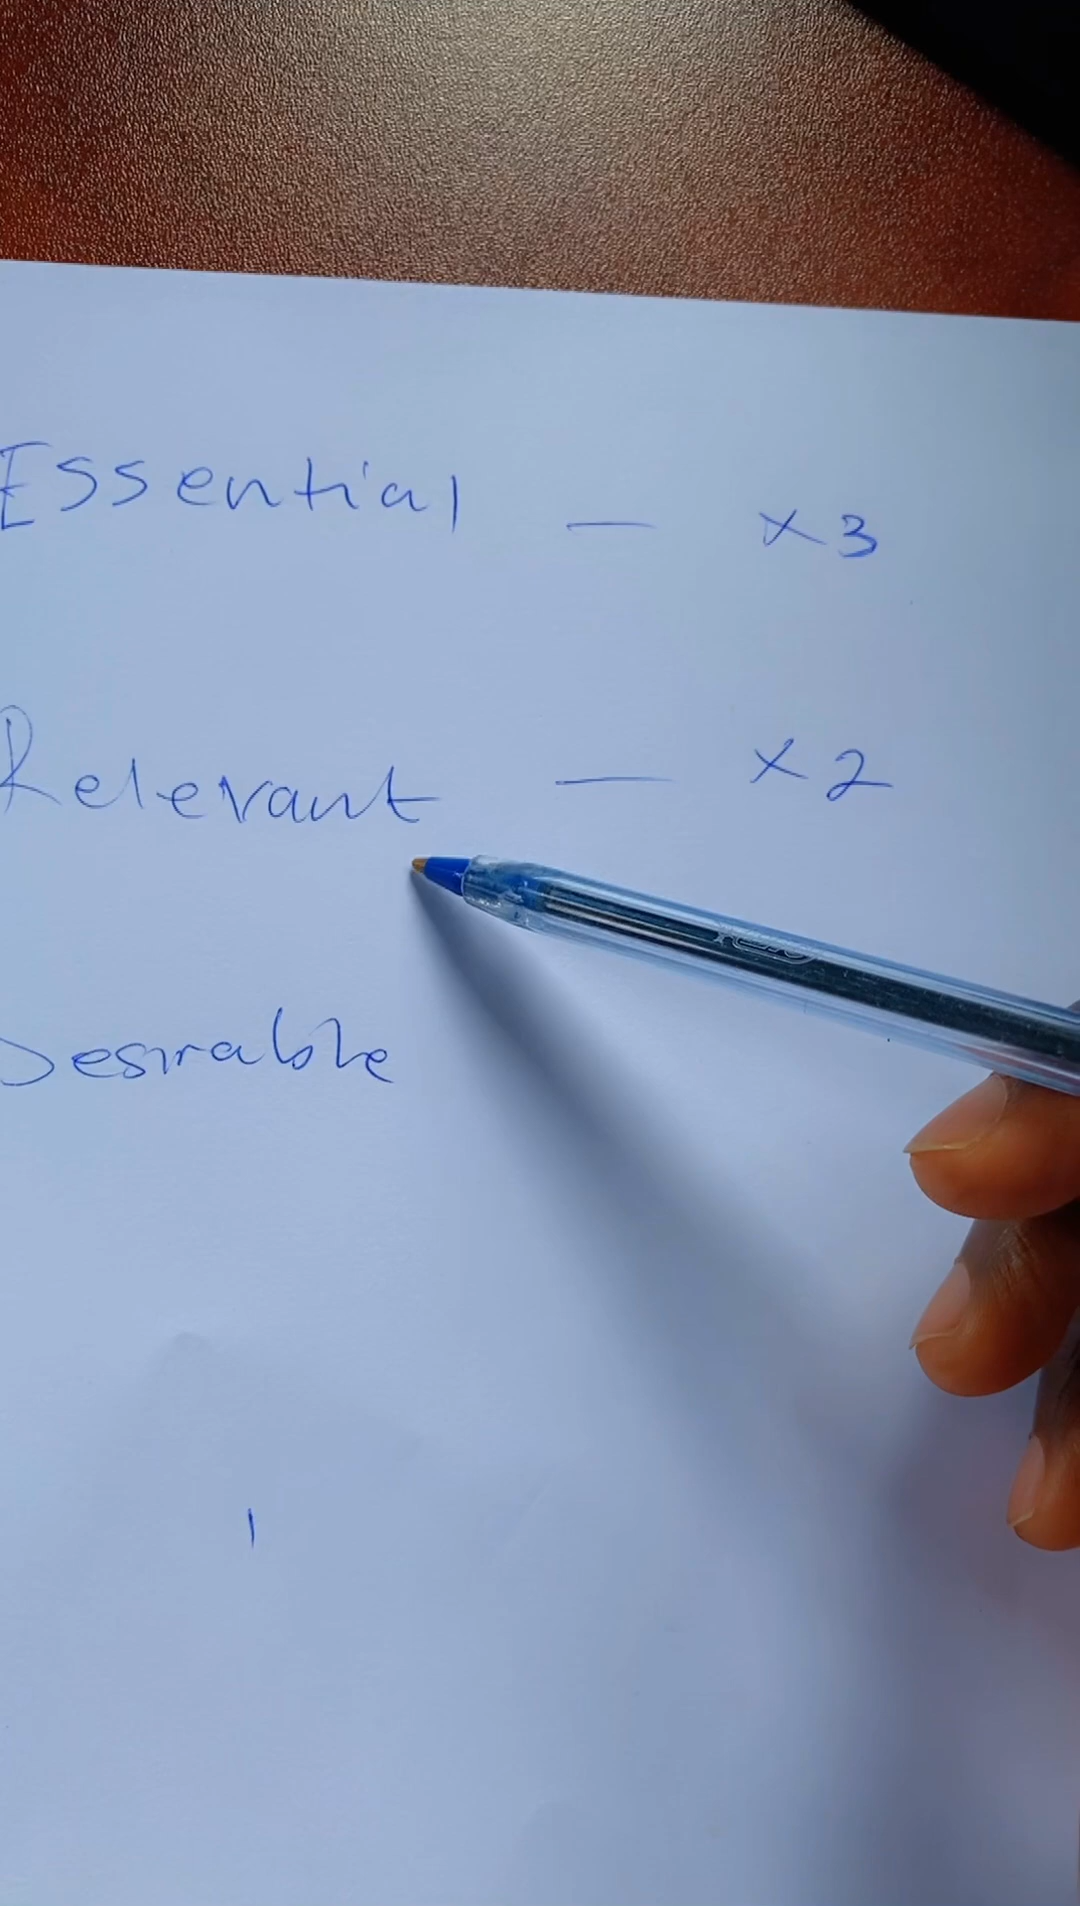 Essential — x3
Relevant — x2
Desirable